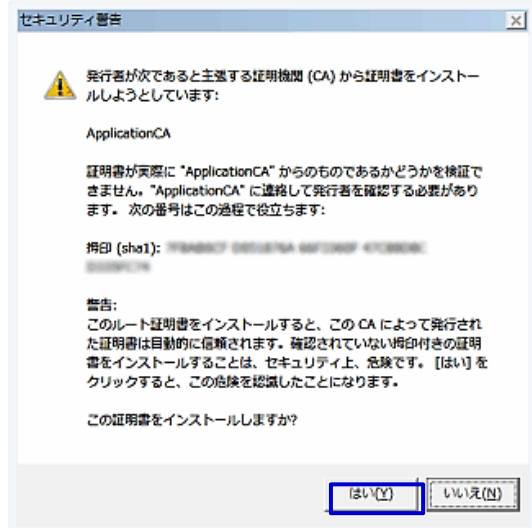 セキュリティ警告
発行者が次であると主張する証明機関 (CA) から証明書をインストー
ルしようとしています:
ApplicationCA
証明書が実際に "ApplicationCA" からのものであるかどうかを検証で
きません。"ApplicationCA" に連絡して発行者を確認する必要があり
ます。 次の番号はこの過程で役立ちます:
拇印 (sha1):
警告:
このルート証明書をインストールすると、この CA によって発行され
た証明書は自動的に信頼されます。確認されていない拇印付きの証明
書をインストールすることは、セキュリティ上、危険です。 [はい] を
クリックすると、この危険を認識したことになります。
この証明書をインストールしますか?
はい(Y)
いいえ(N)